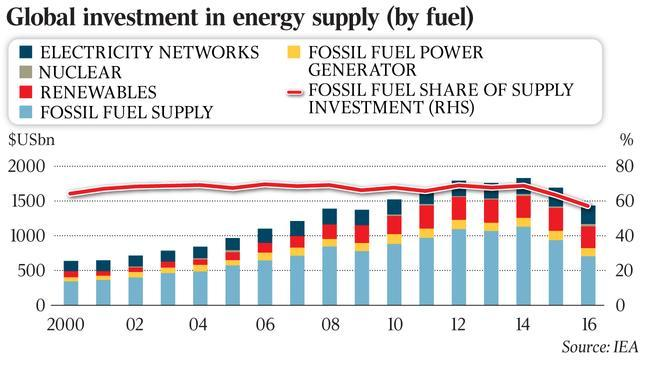 Global investment in energy supply (by fuel)
ELECTRICITY NETWORKS
NUCLEAR
RENEWABLES
FOSSIL FUEL SUPPLY
FOSSIL FUEL POWER
GENERATOR
FOSSIL FUEL SHARE OF SUPPLY
INVESTMENT (RHS)
$USbn %
2000 80
1500 60
1000 40
500 20
0 0
2000 02 04 06 08 10 12 14 16
Source: IEA